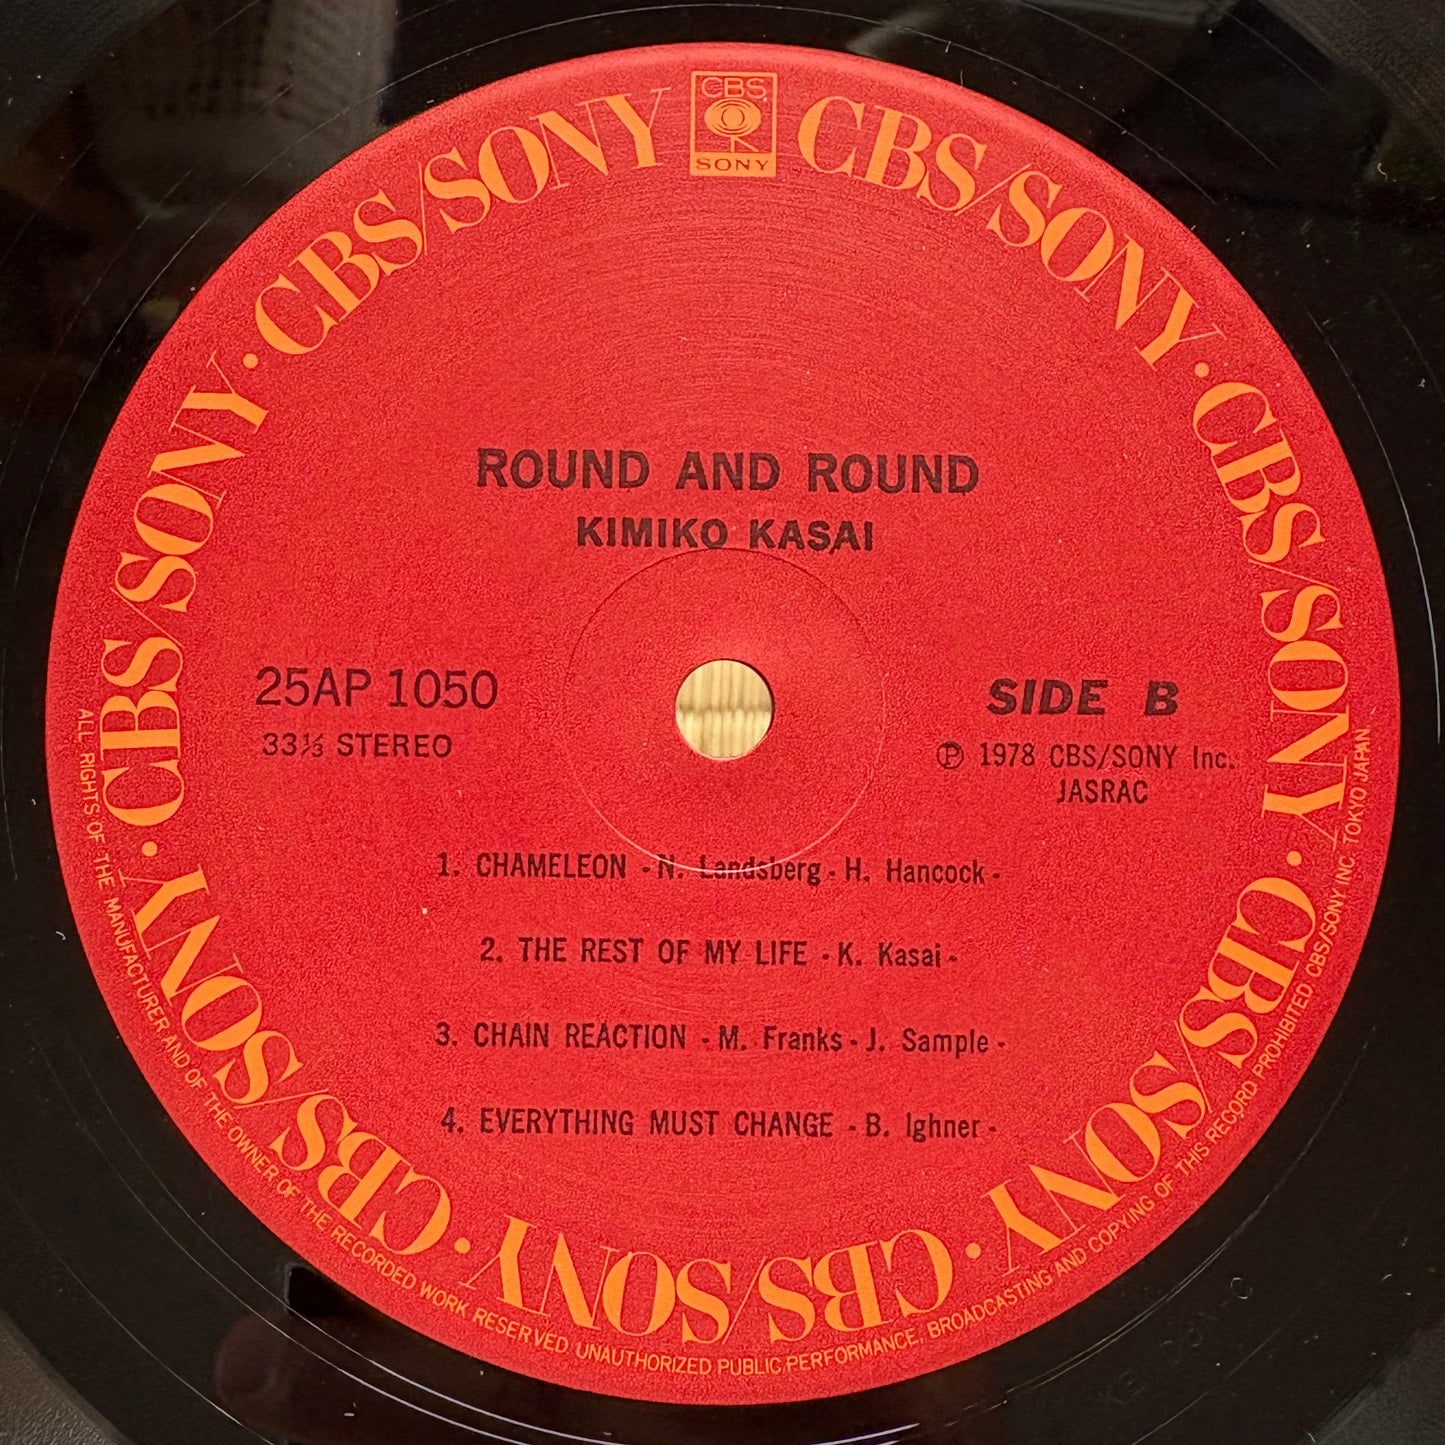 CBS
SONY
CBS/SONY · CBS/SONY · CBS/SONY · CBS/SONY · CBS/SONY · CBS/SONY · CBS/SONY · CBS/SONY
ROUND AND ROUND
KIMIKO KASAI
25AP 1050
33⅓ STEREO
SIDE B
Ⓟ 1978 CBS/SONY Inc.
JASRAC
1. CHAMELEON - N. Landsberg - H. Hancock -
2. THE REST OF MY LIFE - K. Kasai -
3. CHAIN REACTION - M. Franks - J. Sample -
4. EVERYTHING MUST CHANGE - B. Ighner -
ALL RIGHTS OF THE MANUFACTURER AND OF THE OWNER OF THE RECORDED WORK RESERVED UNAUTHORIZED PUBLIC PERFORMANCE, BROADCASTING AND COPYING OF THIS RECORD PROHIBITED CBS/SONY INC. TOKYO JAPAN